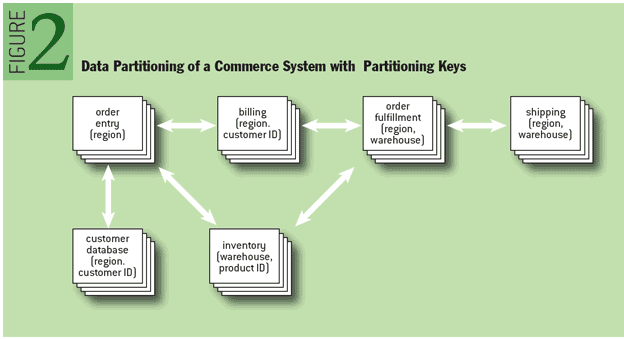 FIGURE
2
Data Partitioning of a Commerce System with Partitioning Keys
order
entry
(region)
billing
(region.
customer ID)
order
fulfillment
(region,
warehouse)
shipping
(region,
warehouse)
customer
database
(region.
customer ID)
inventory
(warehouse,
product ID)